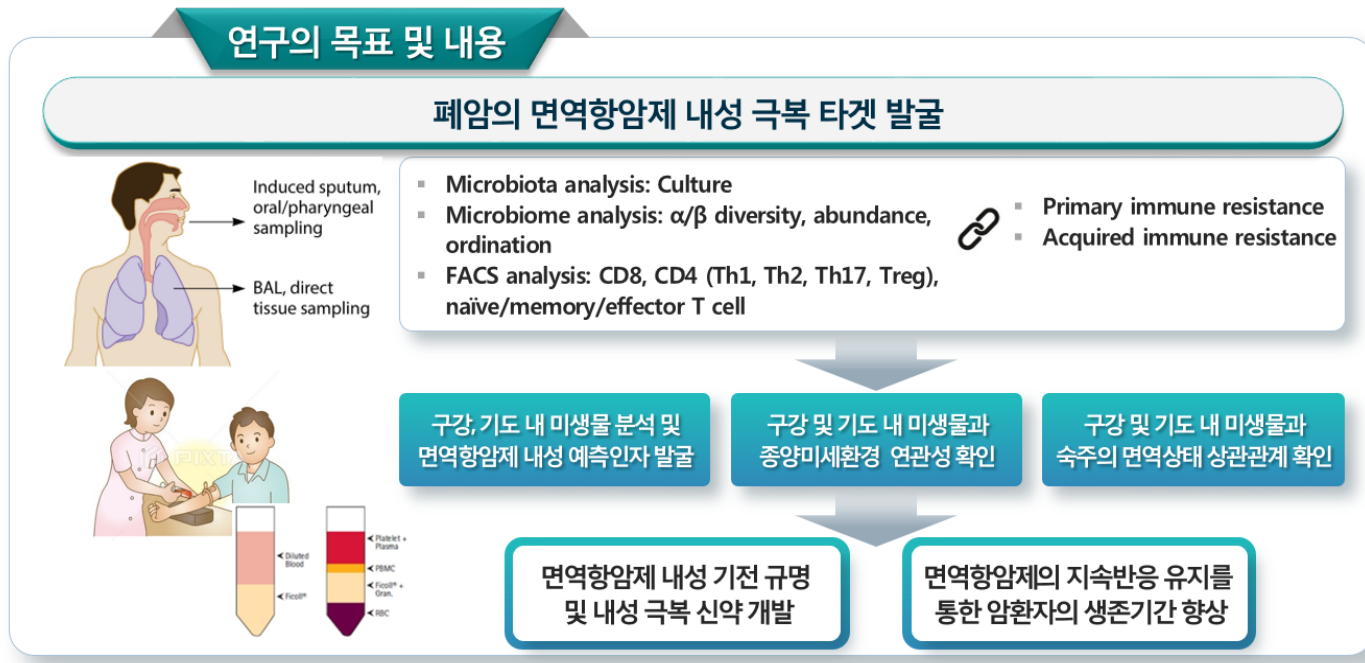 연구의 목표 및 내용
폐암의 면역항암제 내성 극복 타겟 발굴
Induced sputum,
oral/pharyngeal
sampling
BAL, direct
tissue sampling
▪ Microbiota analysis: Culture
▪ Microbiome analysis: α/β diversity, abundance,
ordination
▪ FACS analysis: CD8, CD4 (Th1, Th2, Th17, Treg),
naïve/memory/effector T cell
▪ Primary immune resistance
▪ Acquired immune resistance
구강, 기도 내 미생물 분석 및
면역항암제 내성 예측인자 발굴
구강 및 기도 내 미생물과
종양미세환경 연관성 확인
구강 및 기도 내 미생물과
숙주의 면역상태 상관관계 확인
Diluted
Blood
Ficoll®
Platelet +
Plasma
PBMC
Ficoll® +
Gran.
RBC
면역항암제 내성 기전 규명
및 내성 극복 신약 개발
면역항암제의 지속반응 유지를
통한 암환자의 생존기간 향상